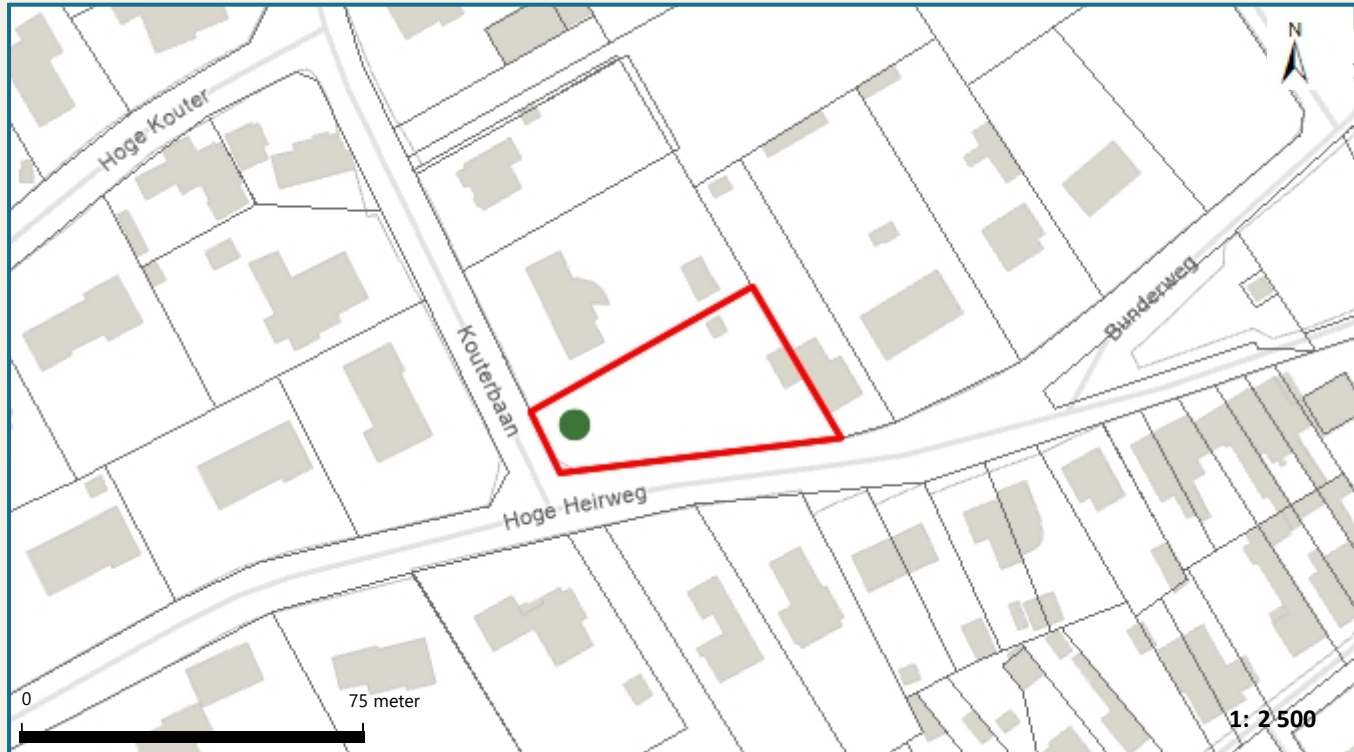 N
Hoge Kouter
Bunderweg
Kouterbaan
Hoge Heirweg
0
75 meter
1: 2 500